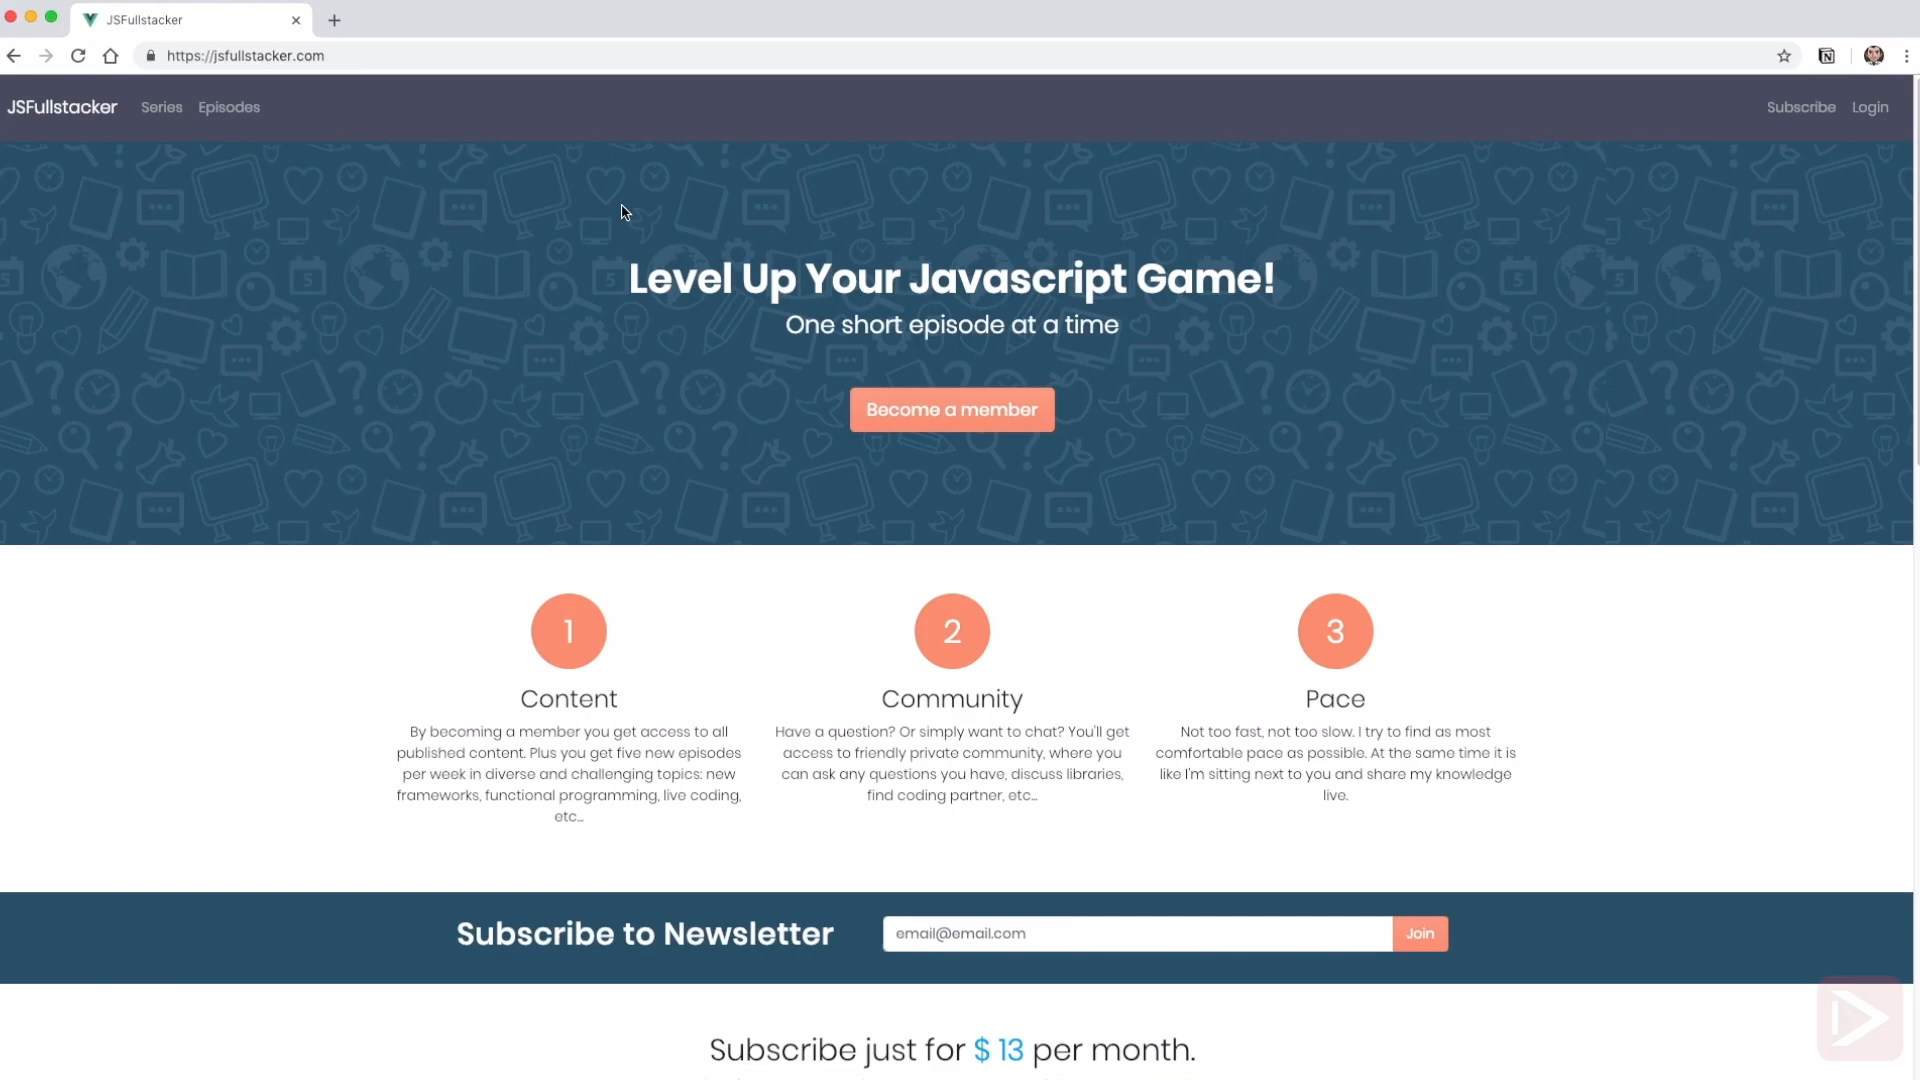 JSFullstacker
https://jsfullstacker.com
JSFullstacker Series Episodes Subscribe Login
Level Up Your Javascript Game!
One short episode at a time
Become a member
1
Content
By becoming a member you get access to all
published content. Plus you get five new episodes
per week in diverse and challenging topics: new
frameworks, functional programming, live coding,
etc...
2
Community
Have a question? Or simply want to chat? You'll get
access to friendly private community, where you
can ask any questions you have, discuss libraries,
find coding partner, etc...
3
Pace
Not too fast, not too slow. I try to find as most
comfortable pace as possible. At the same time it is
like I'm sitting next to you and share my knowledge
live.
Subscribe to Newsletter
email@email.com
Join
Subscribe just for $ 13 per month.